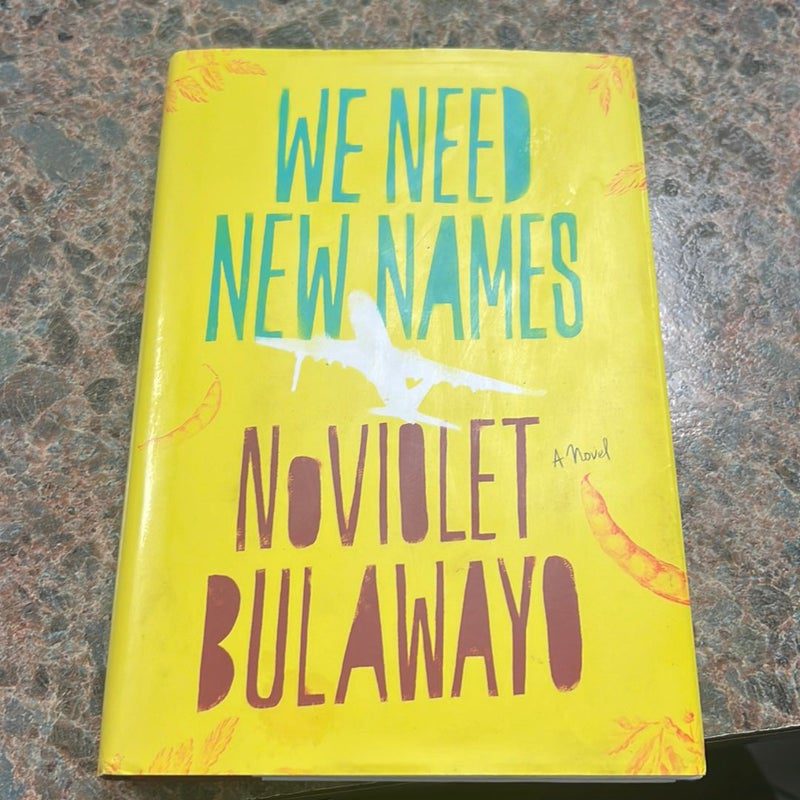 WE NEED
NEW NAMES
NoVIOLET
A Novel
BULAWAYO